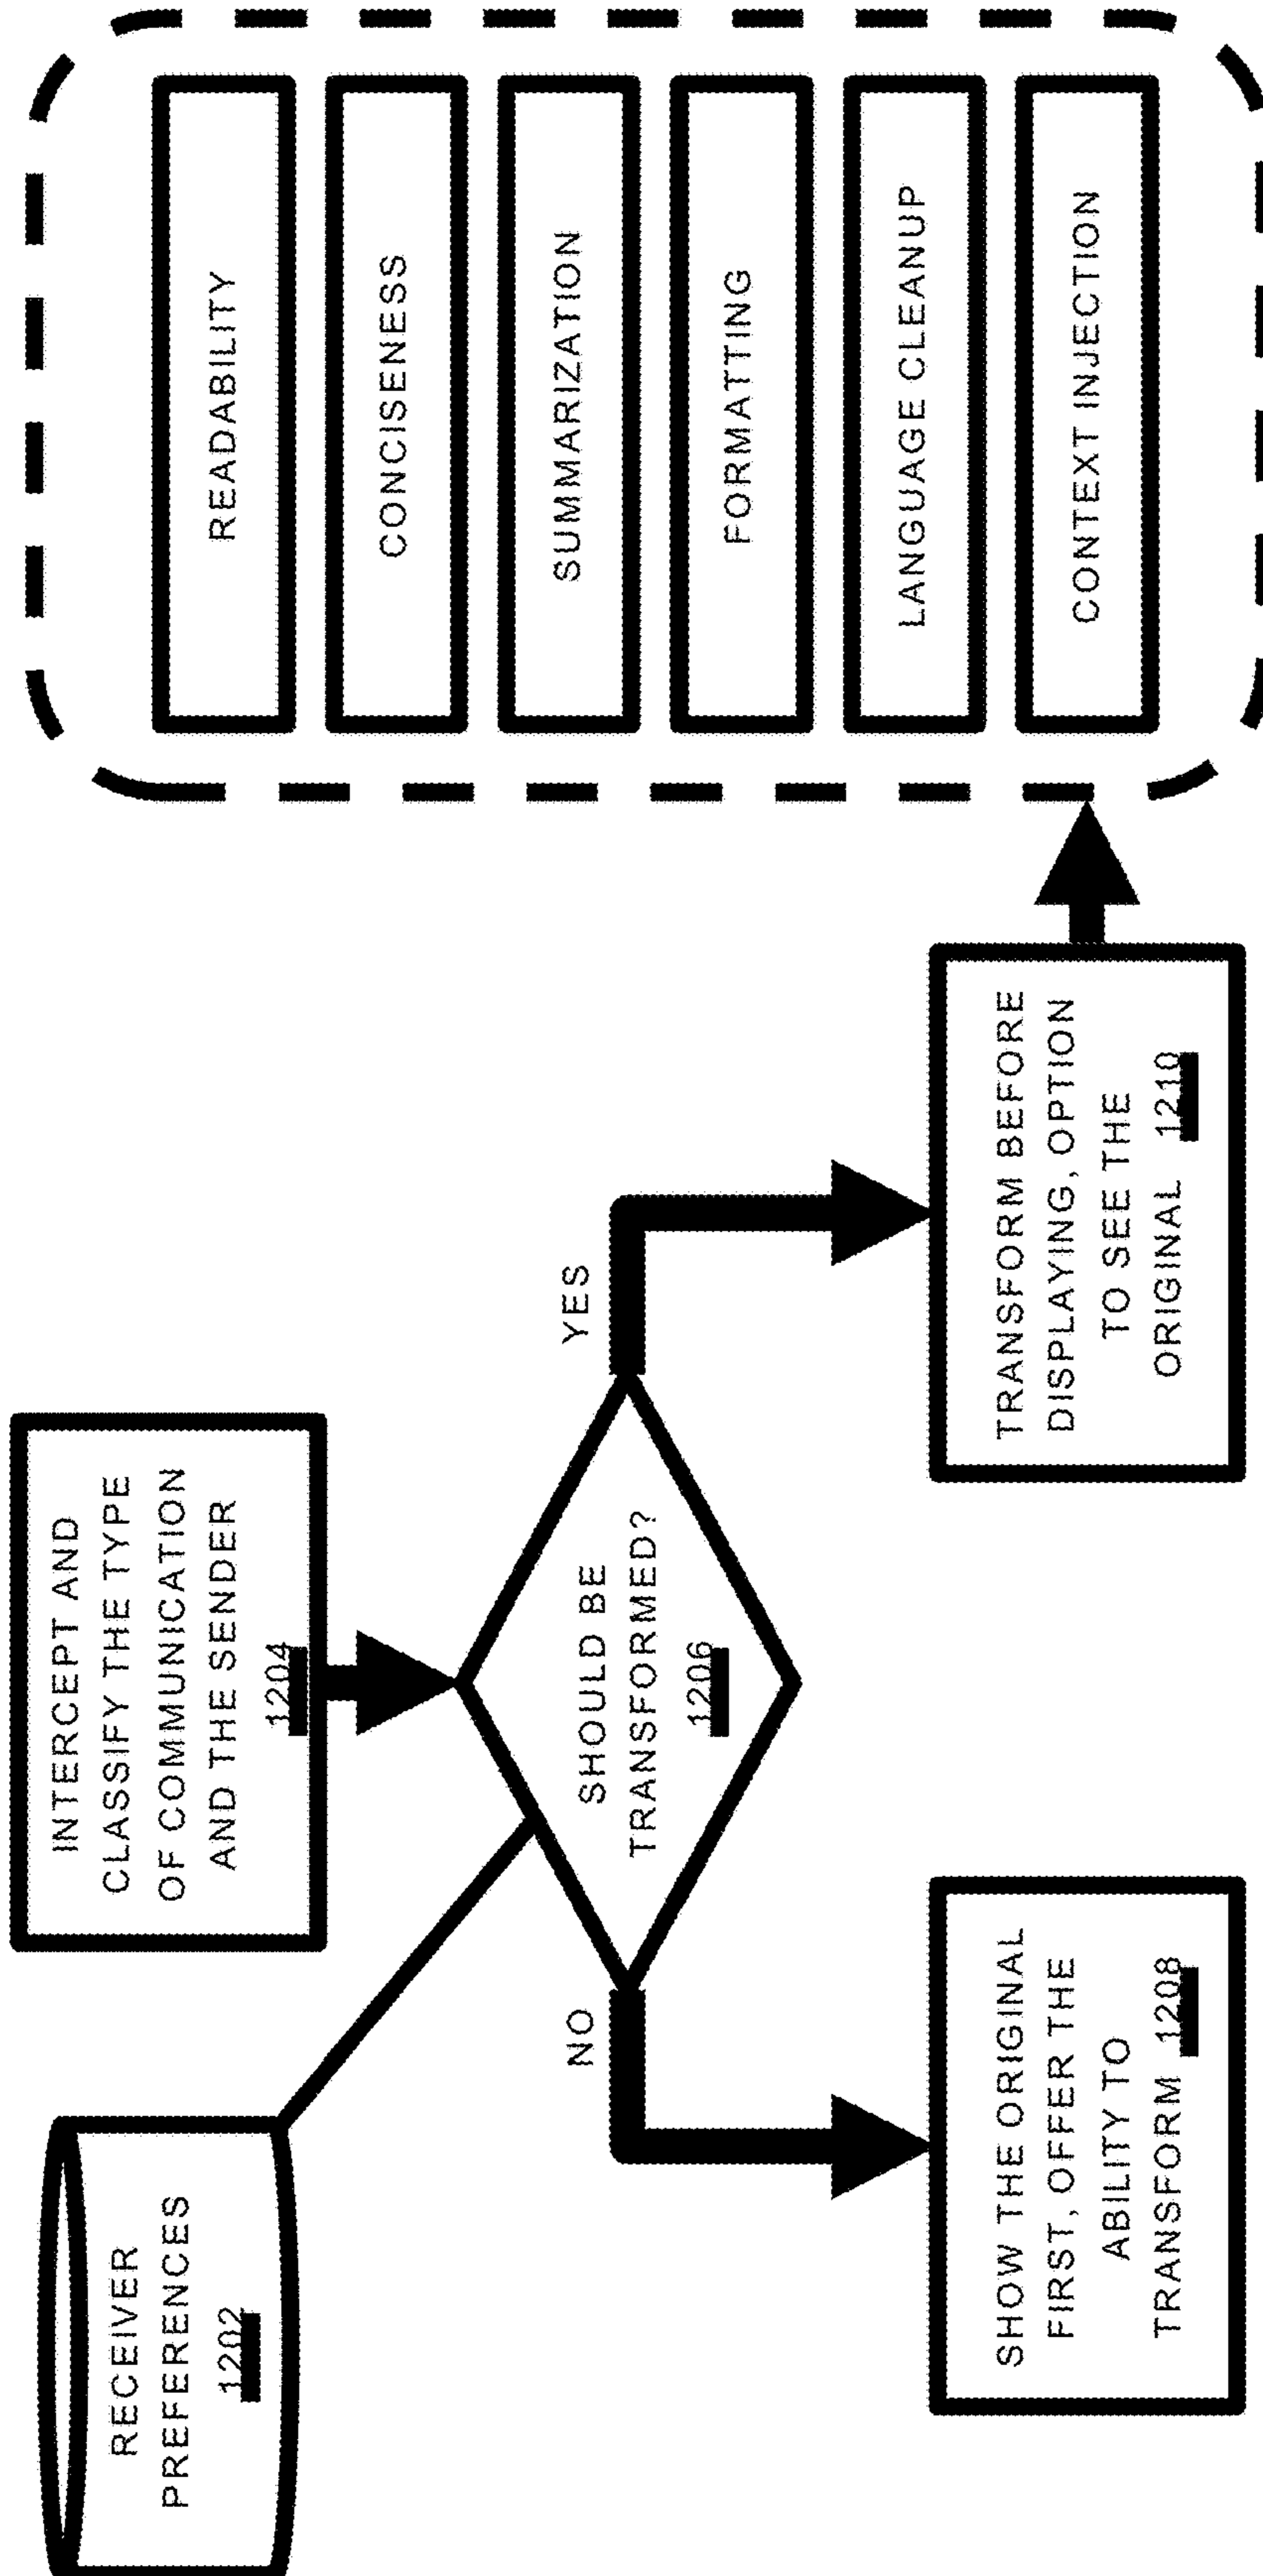 RECEIVER
PREFERENCES
1202
INTERCEPT AND
CLASSIFY THE TYPE
OF COMMUNICATION
AND THE SENDER
1204
SHOULD BE
TRANSFORMED?
1206
NO
YES
SHOW THE ORIGINAL
FIRST, OFFER THE
ABILITY TO
TRANSFORM 1208
TRANSFORM BEFORE
DISPLAYING, OPTION
TO SEE THE
ORIGINAL 1210
READABILITY
CONCISENESS
SUMMARIZATION
FORMATTING
LANGUAGE CLEANUP
CONTEXT INJECTION